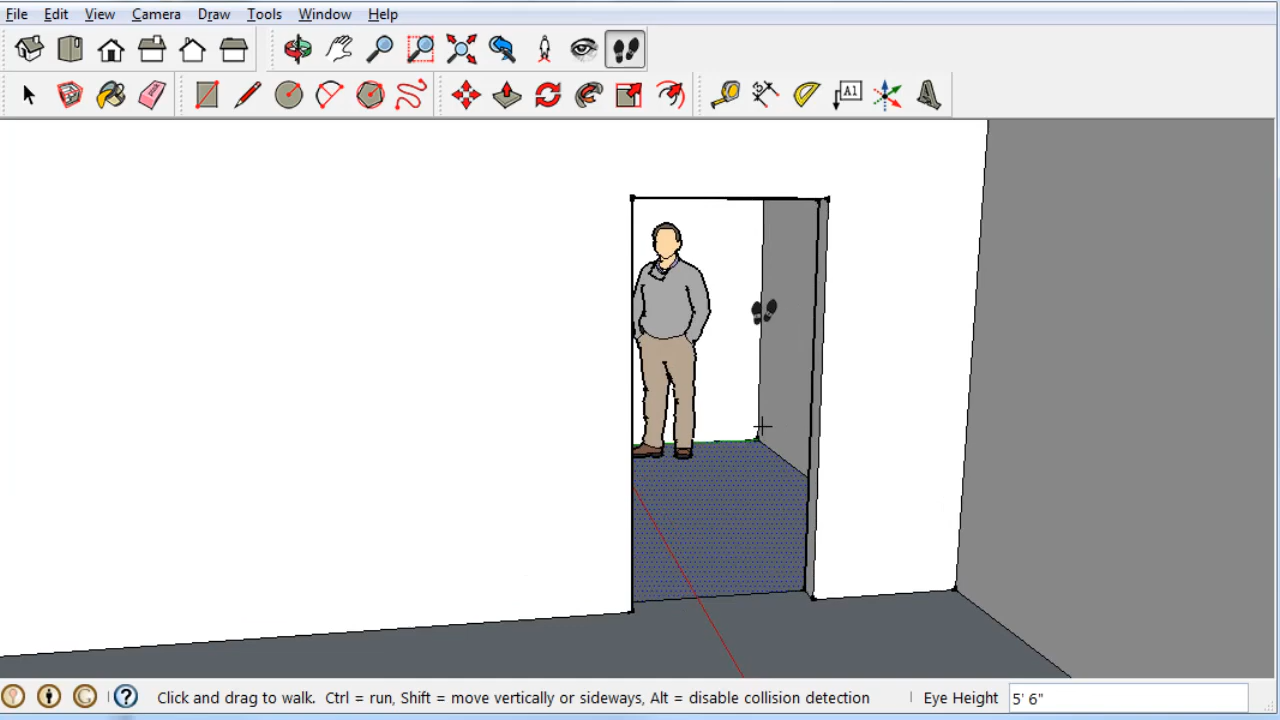 File Edit View Camera Draw Tools Window Help
A1
Click and drag to walk. Ctrl = run, Shift = move vertically or sideways, Alt = disable collision detection Eye Height 5' 6"